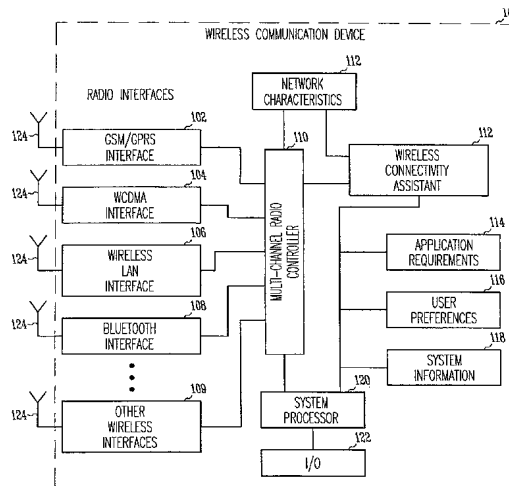 WIRELESS COMMUNICATION DEVICE
112
NETWORK
CHARACTERISTICS
RADIO INTERFACES
102
GSM/GPRS
INTERFACE
124
110
MULTI-CHANNEL RADIO
CONTROLLER
112
WIRELESS
CONNECTIVITY
ASSISTANT
104
WCDMA
INTERFACE
124
106
WIRELESS
LAN
INTERFACE
124
114
APPLICATION
REQUIREMENTS
108
BLUETOOTH
INTERFACE
124
116
USER
PREFERENCES
118
SYSTEM
INFORMATION
109
OTHER
WIRELESS
INTERFACES
124
120
SYSTEM
PROCESSOR
122
I/O